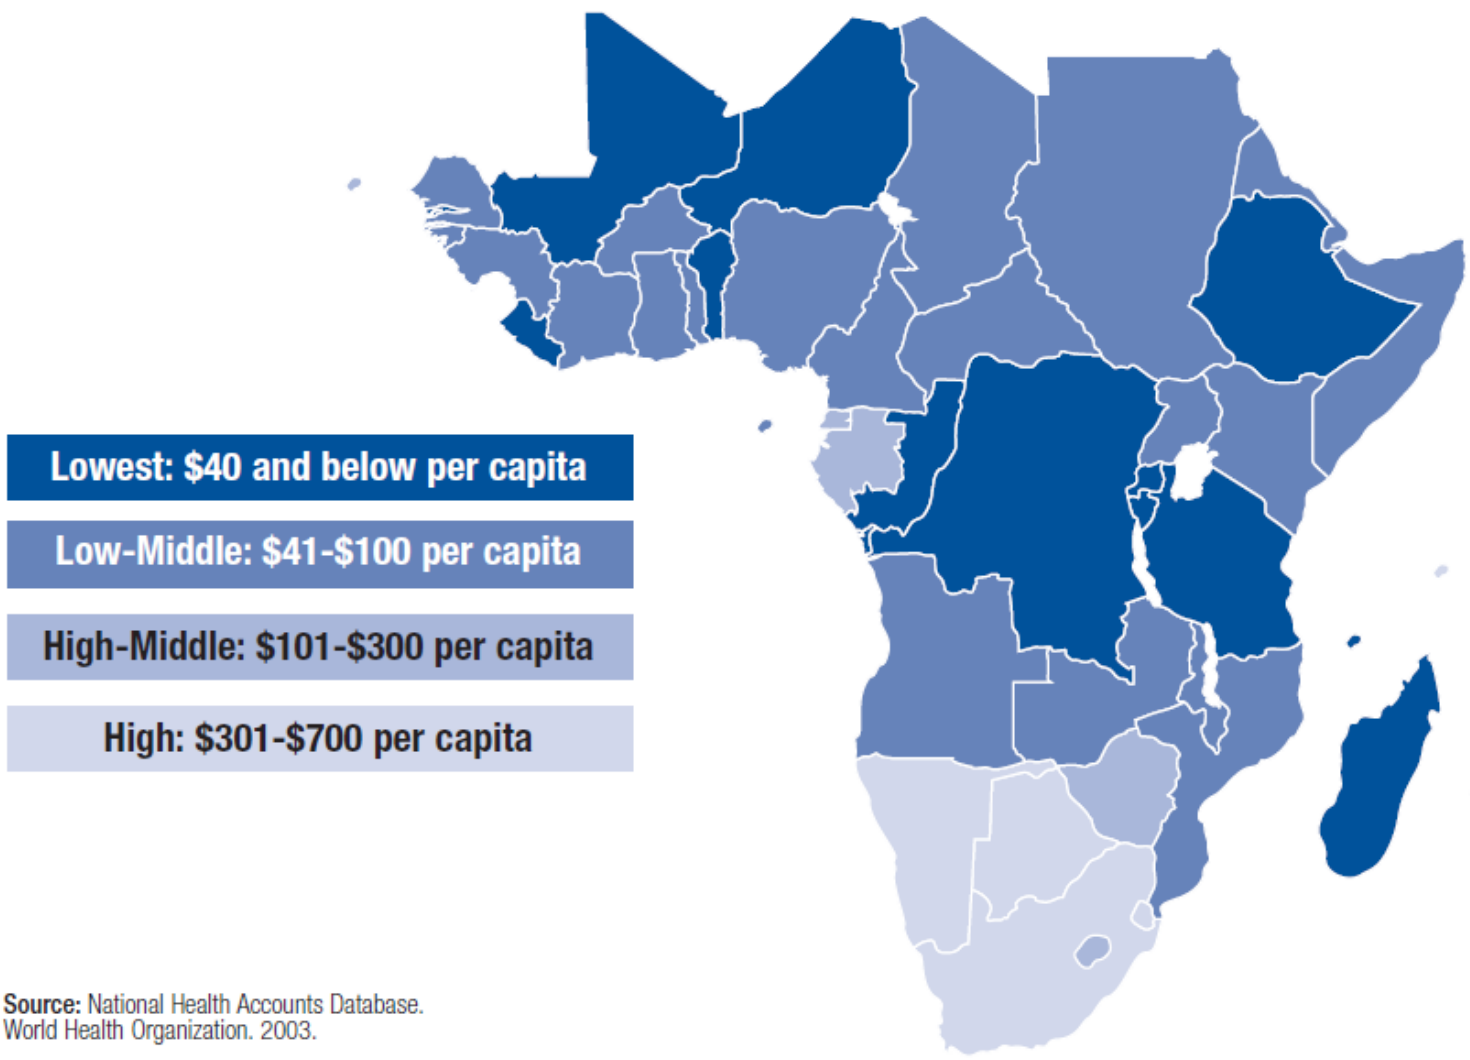 Lowest: $40 and below per capita
Low-Middle: $41-$100 per capita
High-Middle: $101-$300 per capita
High: $301-$700 per capita
Source: National Health Accounts Database.
World Health Organization. 2003.